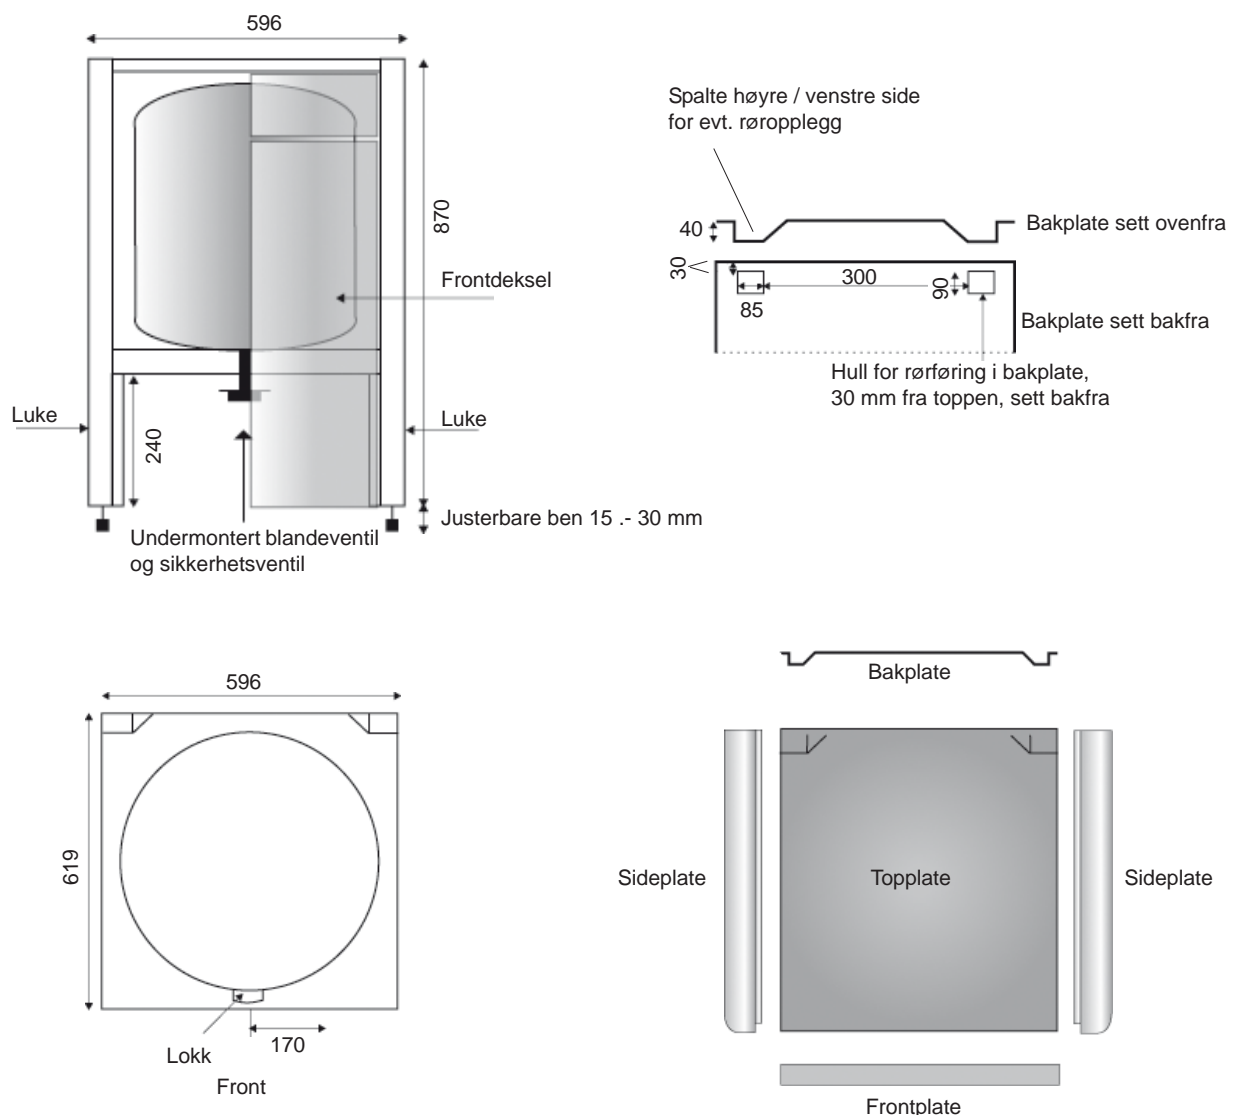 596
870
Frontdeksel
Luke
240
Luke
Justerbare ben 15 .- 30 mm
Undermontert blandeventil
og sikkerhetsventil
Spalte høyre / venstre side
for evt. røropplegg
40
Bakplate sett ovenfra
30
300
90
85
Bakplate sett bakfra
Hull for rørføring i bakplate,
30 mm fra toppen, sett bakfra
596
619
170
Lokk
Front
Bakplate
Sideplate
Topplate
Sideplate
Frontplate